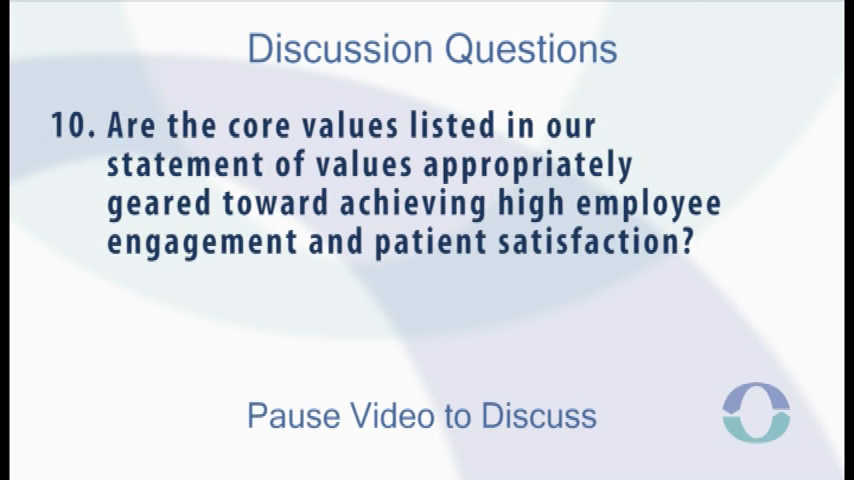 Discussion Questions
10. Are the core values listed in our
statement of values appropriately
geared toward achieving high employee
engagement and patient satisfaction?
Pause Video to Discuss